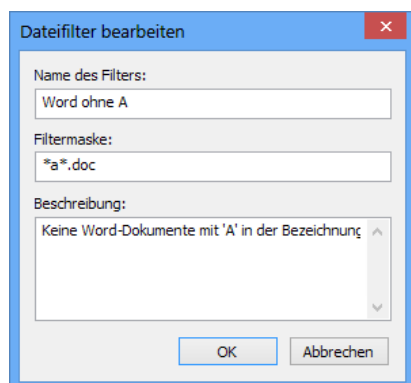 Dateifilter bearbeiten
Name des Filters:
Word ohne A
Filtermaske:
*a*.doc
Beschreibung:
Keine Word-Dokumente mit 'A' in der Bezeichnung
OK Abbrechen